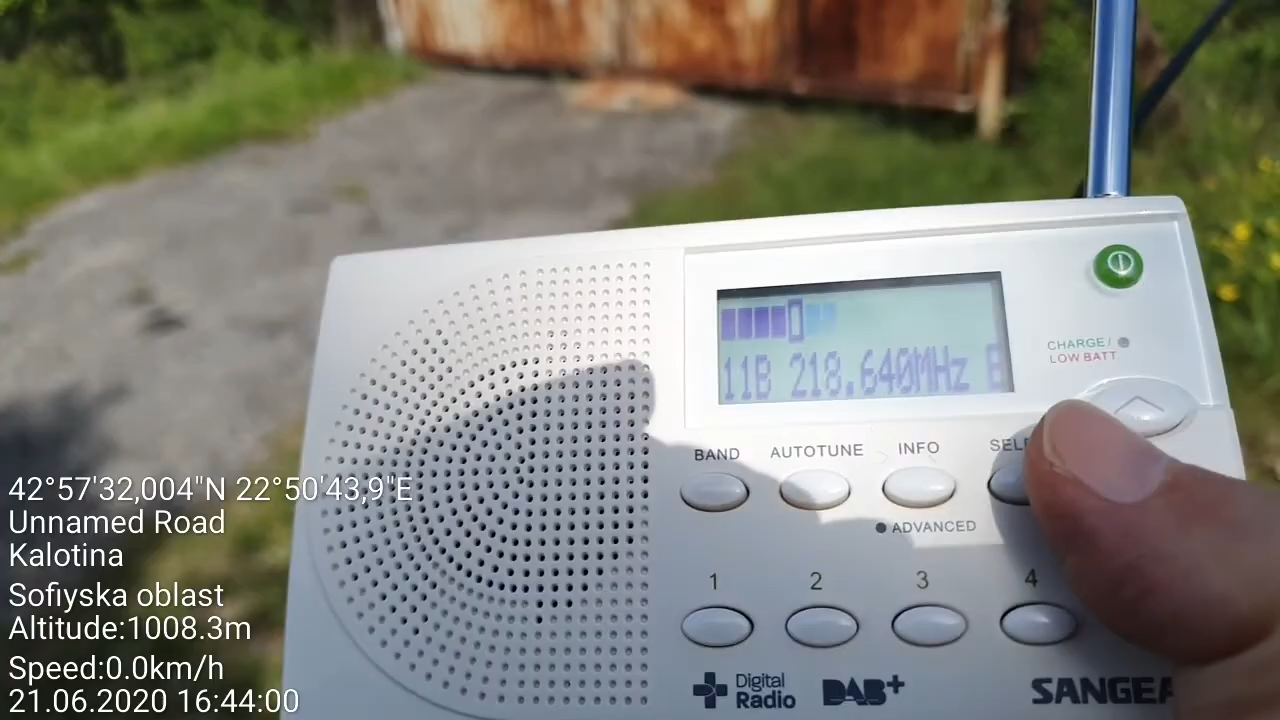 11B 218.640MHz E
CHARGE/
LOW BATT.
BAND AUTOTUNE INFO
ADVANCED
1 2 3 4
Digital
Radio
DAB+
42°57'32,004"N 22°50'43,9"E
Unnamed Road
Kalotina
Sofiyska oblast
Altitude:1008.3m
Speed:0.0km/h
21.06.2020 16:44:00